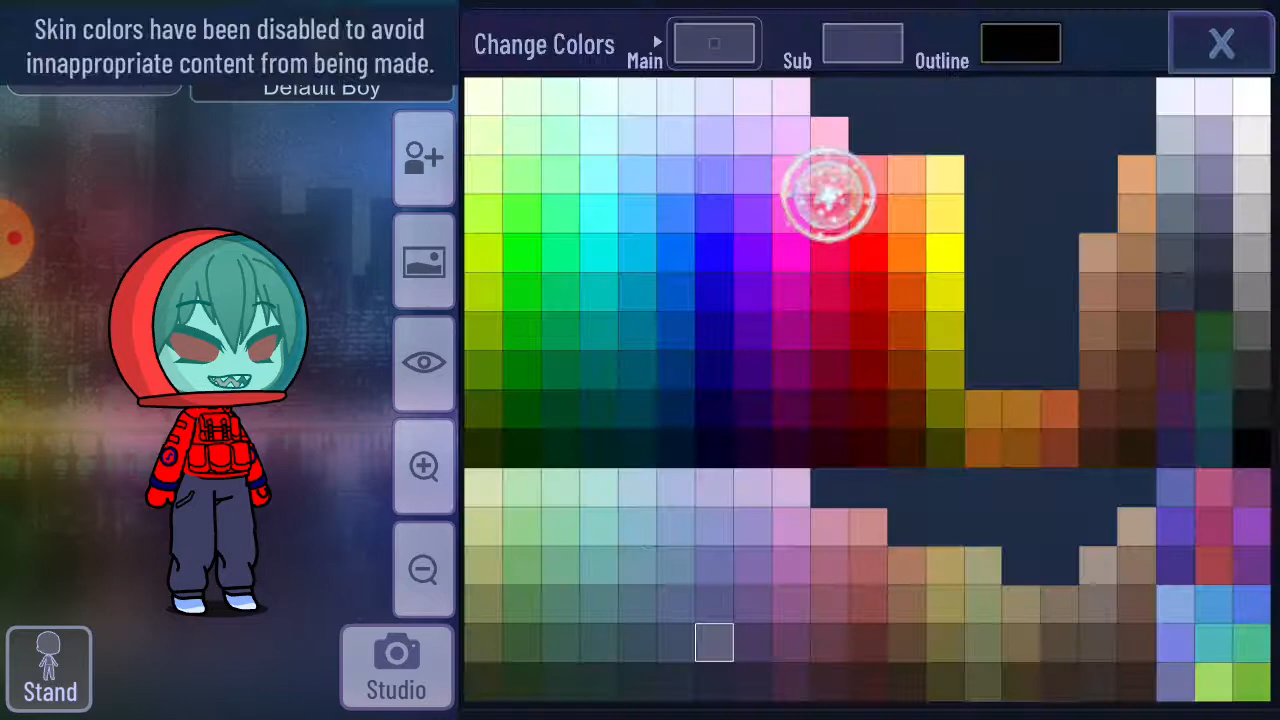 Skin colors have been disabled to avoid
innappropriate content from being made.
Default Boy
Change Colors
Main
Sub
Outline
X
Stand
Studio